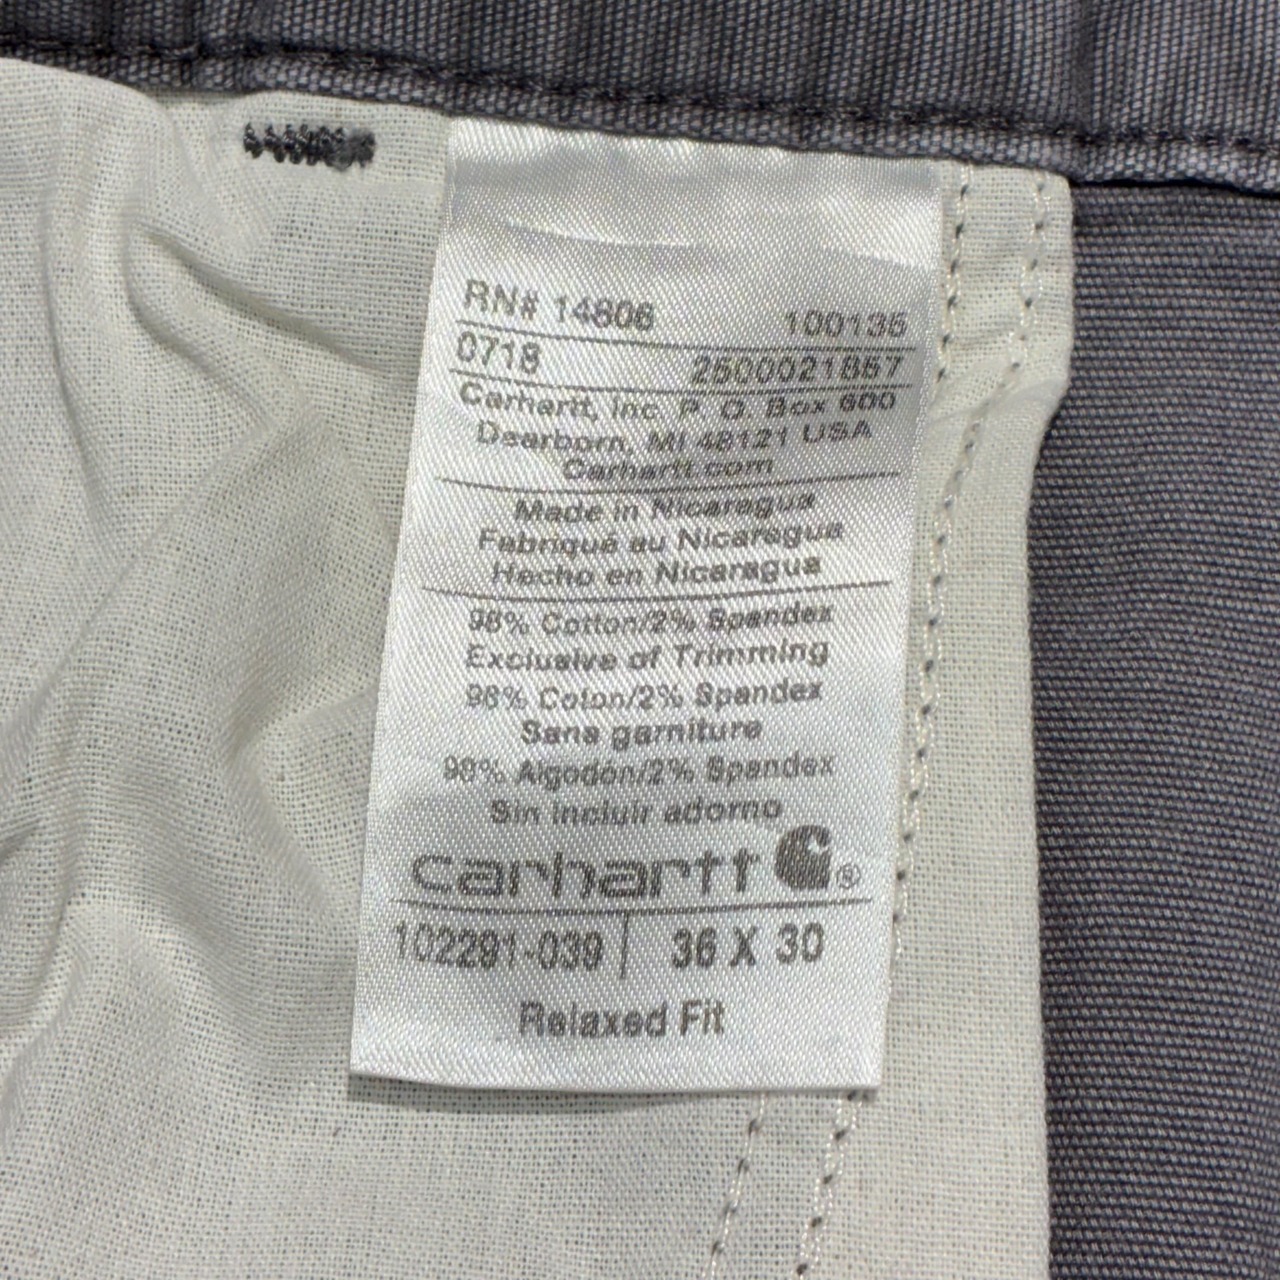 RN# 14806 100135
0718 2500021857
Carhartt, Inc. P. O. Box 600
Dearborn, MI 48121 USA
Carhartt.com
Made in Nicaragua
Fabriqué au Nicaragua
Hecho en Nicaragua
98% Cotton/2% Spandex
Exclusive of Trimming
98% Coton/2% Spandex
Sans garniture
98% Algodón/2% Spandex
Sin incluir adorno
carhartt ®
102291-039 36 X 30
Relaxed Fit